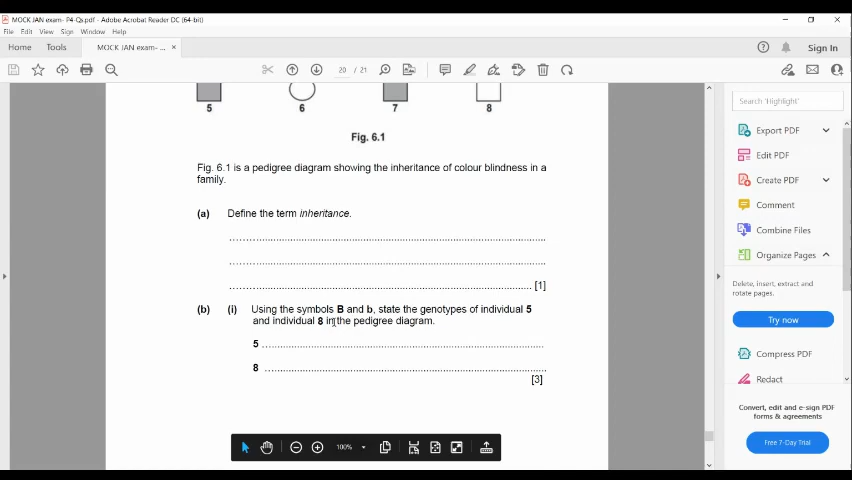 MOCK JAN exam- P4-Qs.pdf - Adobe Acrobat Reader DC (64-bit)
File Edit View Sign Window Help
Home Tools MOCK JAN exam- ... × Sign In
20 / 21
5 6 7 8
Search 'Highlight'
Fig. 6.1
Export PDF
Edit PDF
Fig. 6.1 is a pedigree diagram showing the inheritance of colour blindness in a
family.
Create PDF
Comment
(a) Define the term inheritance.
Combine Files
Organize Pages
[1]
Delete, insert, extract and
rotate pages.
(b) (i) Using the symbols B and b, state the genotypes of individual 5
and individual 8 in the pedigree diagram.
Try now
5
Compress PDF
8
[3]
Redact
Convert, edit and e-sign PDF
forms & agreements
Free 7-Day Trial
100%